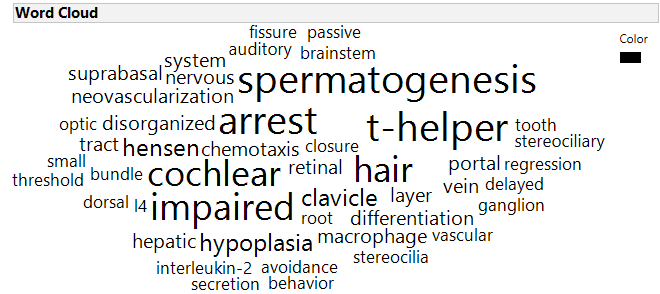 Word Cloud
Color
fissure passive
auditory brainstem
system
suprabasal nervous spermatogenesis
neovascularization
optic disorganized arrest t-helper tooth
tract hensen chemotaxis closure stereociliary
small bundle cochlear retinal hair portal regression
threshold vein delayed
dorsal l4 impaired clavicle layer ganglion
root differentiation
hepatic hypoplasia macrophage vascular
stereocilia
interleukin-2 avoidance
secretion behavior